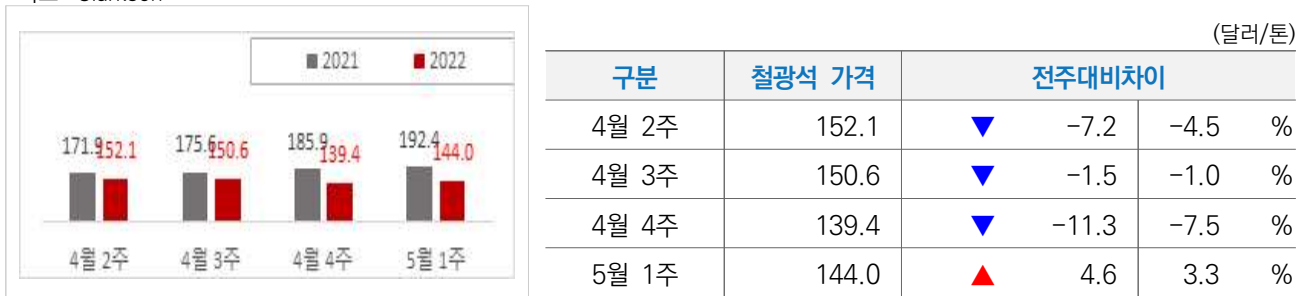 (달러/톤)
■ 2021 ■ 2022
171.9 152.1 175.6 150.6 185.9 139.4 192.4 144.0
4월 2주 4월 3주 4월 4주 5월 1주
구분 철광석 가격 전주대비차이
4월 2주 152.1 ▼ -7.2 -4.5 %
4월 3주 150.6 ▼ -1.5 -1.0 %
4월 4주 139.4 ▼ -11.3 -7.5 %
5월 1주 144.0 ▲ 4.6 3.3 %